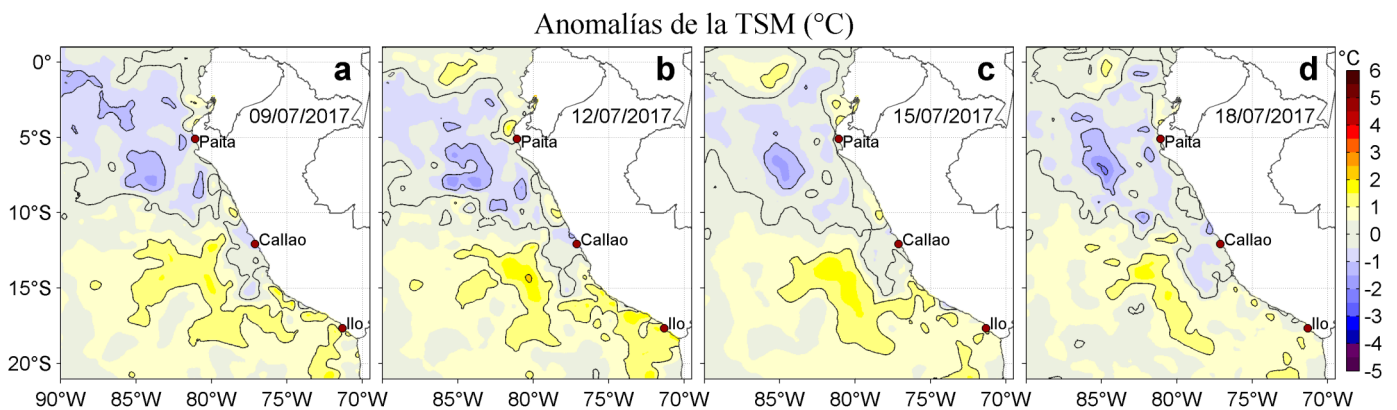 Anomalías de la TSM (°C)
a
09/07/2017
Paita
Callao
Ilo
0°
5°S
10°S
15°S
20°S
90°W 85°W 80°W 75°W 70°W
b
12/07/2017
Paita
Callao
Ilo
85°W 80°W 75°W 70°W
c
15/07/2017
Paita
Callao
Ilo
85°W 80°W 75°W 70°W
d
18/07/2017
Paita
Callao
Ilo
85°W 80°W 75°W 70°W
°C
6
5
4
3
2
1
0
-1
-2
-3
-4
-5